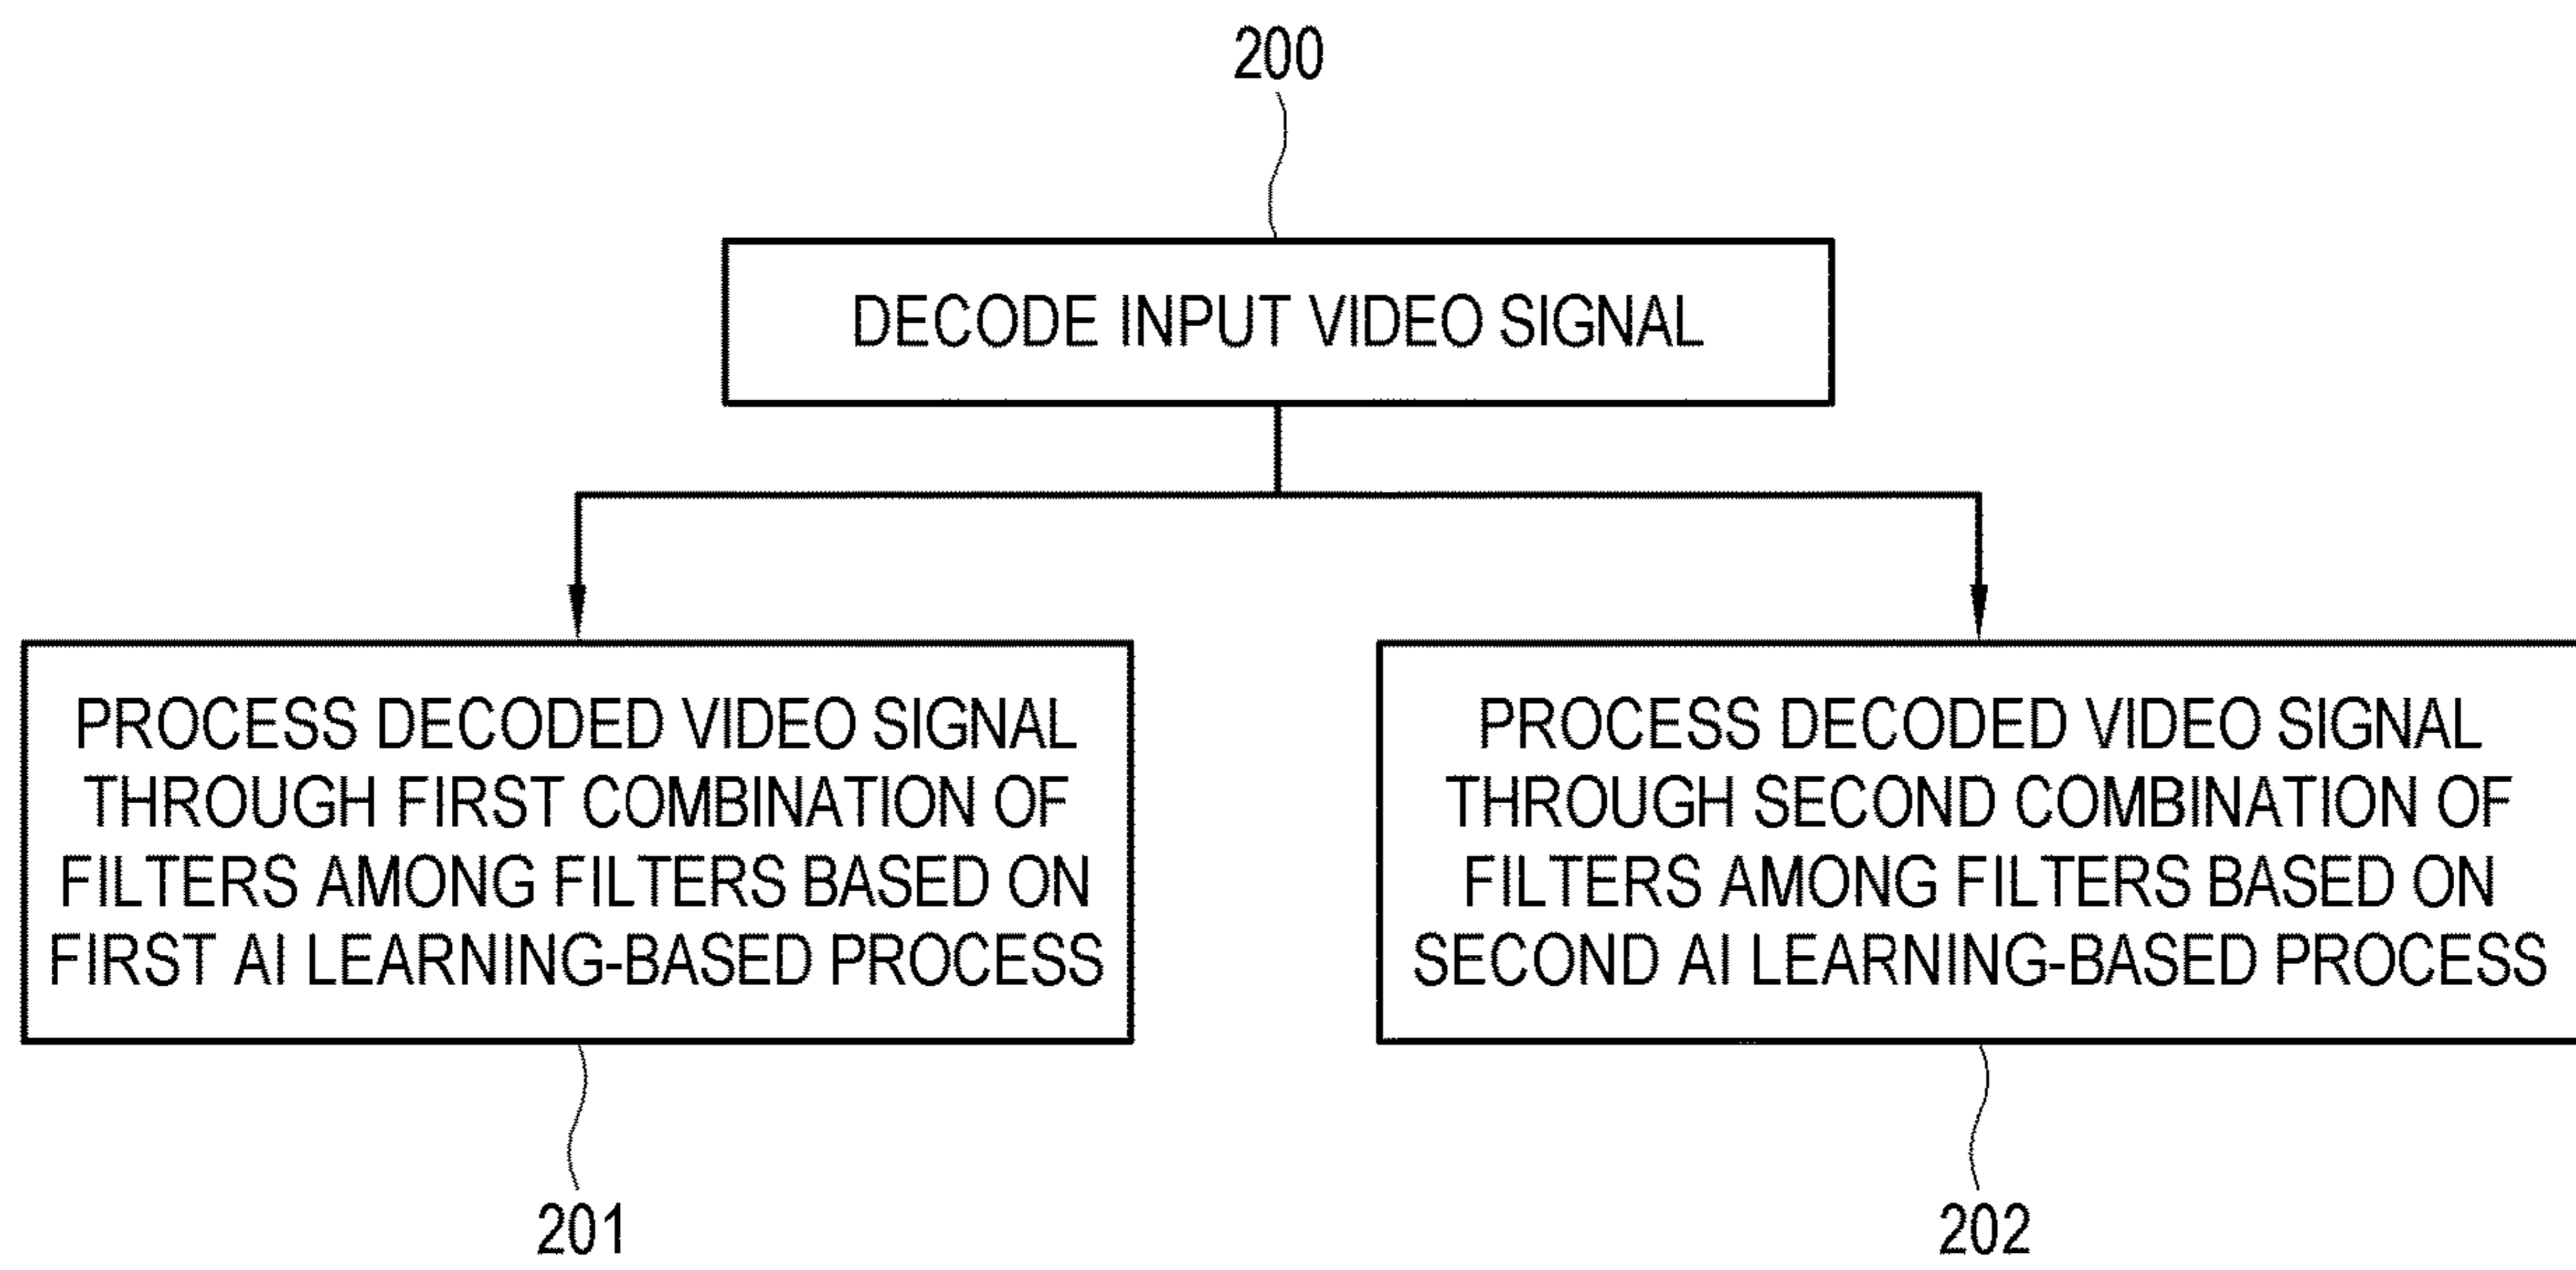 200
DECODE INPUT VIDEO SIGNAL
PROCESS DECODED VIDEO SIGNAL
THROUGH FIRST COMBINATION OF
FILTERS AMONG FILTERS BASED ON
FIRST AI LEARNING-BASED PROCESS
PROCESS DECODED VIDEO SIGNAL
THROUGH SECOND COMBINATION OF
FILTERS AMONG FILTERS BASED ON
SECOND AI LEARNING-BASED PROCESS
201
202